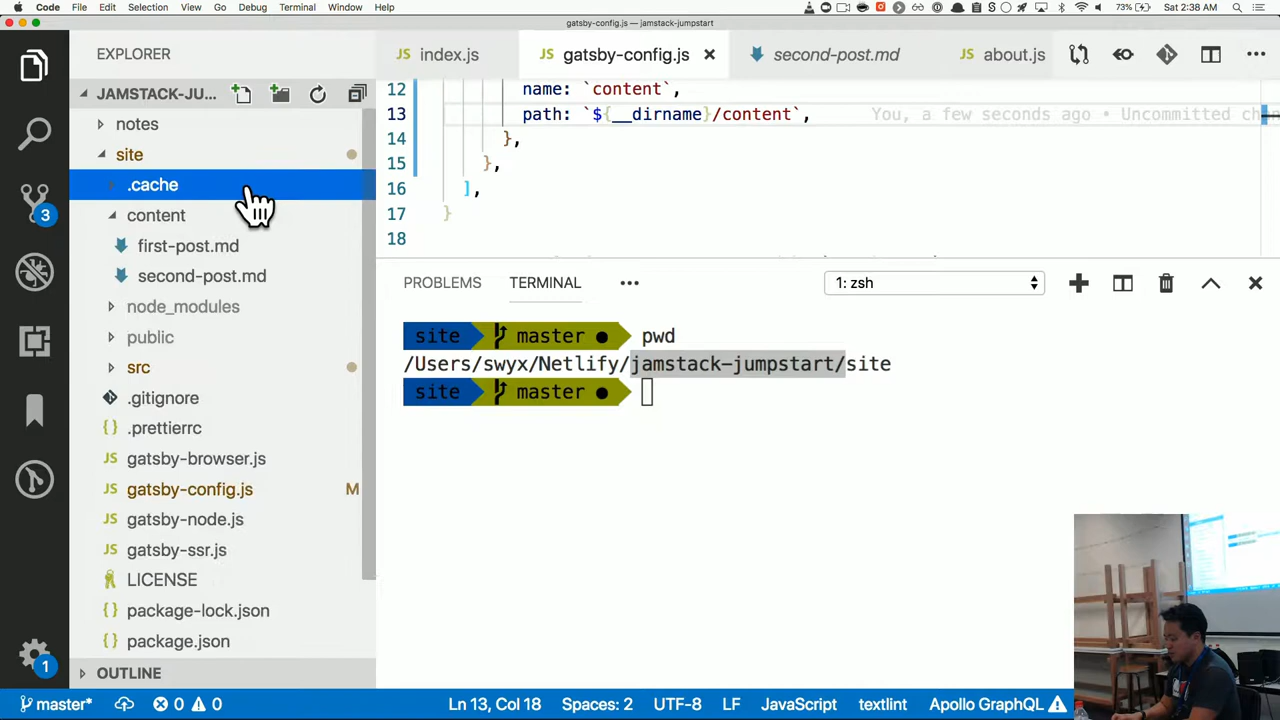 Code File Edit Selection View Go Debug Terminal Window Help
73% Sat 2:38 AM
gatsby-config.js — jamstack-jumpstart
EXPLORER
JAMSTACK-JU...
notes
site
.cache
content
first-post.md
second-post.md
node_modules
public
src
.gitignore
.prettierrc
JS gatsby-browser.js
JS gatsby-config.js M
JS gatsby-node.js
JS gatsby-ssr.js
LICENSE
{} package-lock.json
{} package.json
OUTLINE
3
1
JS index.js
JS gatsby-config.js
second-post.md
JS about.js
12 name: `content`,
13 path: `${__dirname}/content`, You, a few seconds ago • Uncommitted
14 },
15 },
16 ],
17 }
18
PROBLEMS TERMINAL ••• 1: zsh
site master ● pwd
/Users/swyx/Netlify/jamstack-jumpstart/site
site master ●
master* 0 0 Ln 13, Col 18 Spaces: 2 UTF-8 LF JavaScript textlint Apollo GraphQL